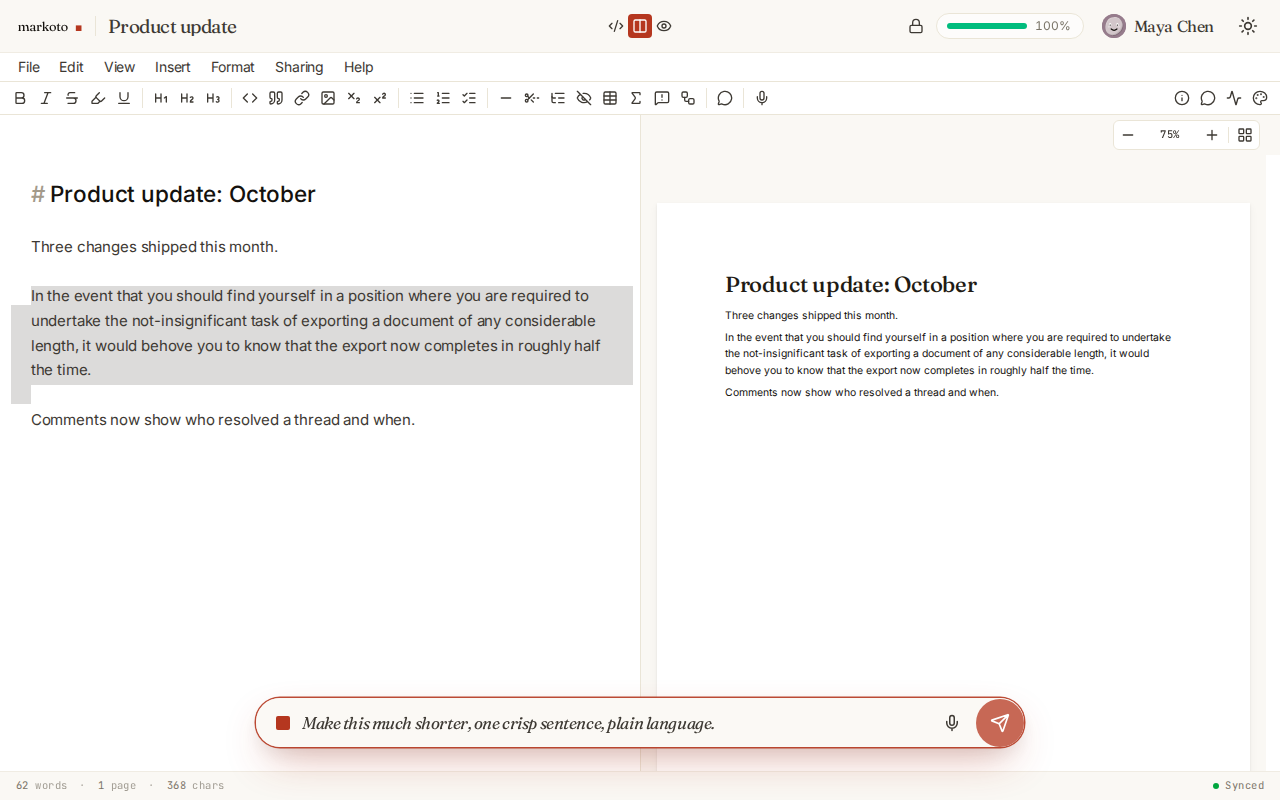 markoto
Product update
100%
Maya Chen
File Edit View Insert Format Sharing Help
H1 H2 H3
75%
# Product update: October
Three changes shipped this month.
In the event that you should find yourself in a position where you are required to
undertake the not-insignificant task of exporting a document of any considerable
length, it would behove you to know that the export now completes in roughly half
the time.
Comments now show who resolved a thread and when.
Product update: October
Three changes shipped this month.
In the event that you should find yourself in a position where you are required to undertake
the not-insignificant task of exporting a document of any considerable length, it would
behove you to know that the export now completes in roughly half the time.
Comments now show who resolved a thread and when.
Make this much shorter, one crisp sentence, plain language.
62 words · 1 page · 368 chars
Synced